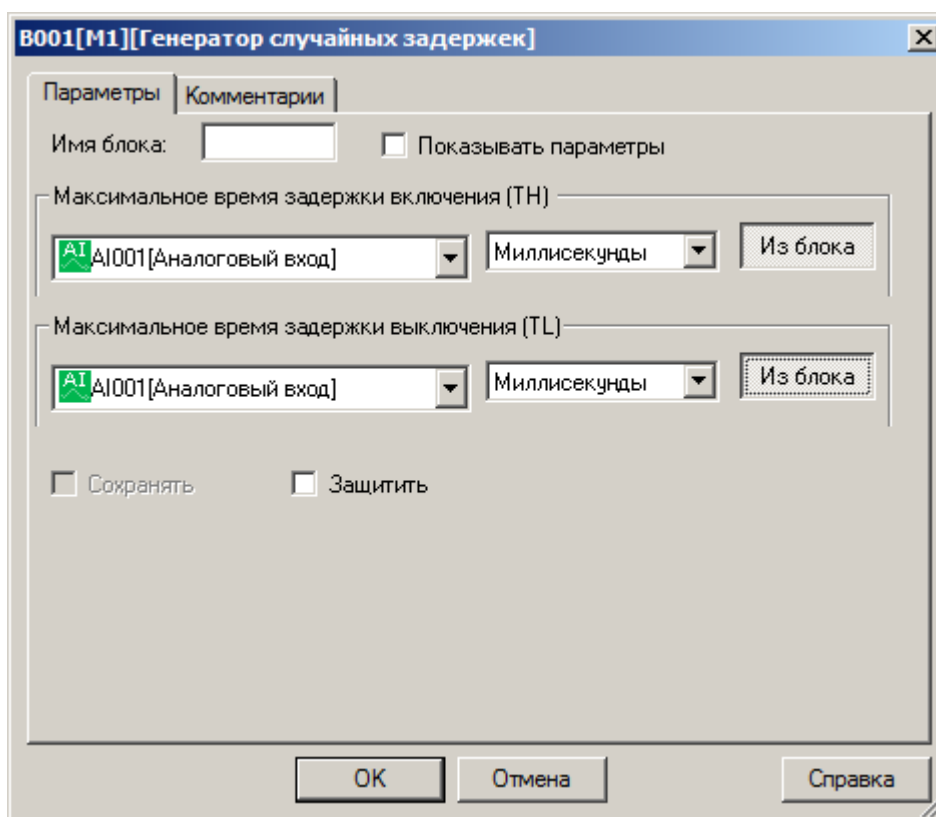 B001[M1][Генератор случайных задержек]
Параметры Комментарии
Имя блока: Показывать параметры
Максимальное время задержки включения (TH)
AI AI001[Аналоговый вход] Миллисекунды Из блока
Максимальное время задержки выключения (TL)
AI AI001[Аналоговый вход] Миллисекунды Из блока
Сохранять Защитить
OK Отмена Справка